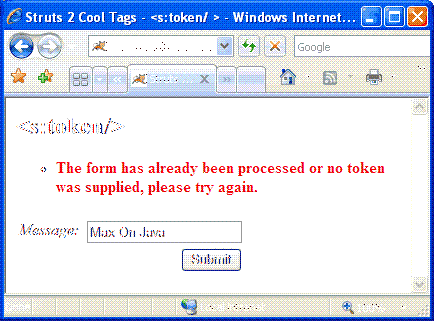 Struts 2 Cool Tags - <s:token/ > - Windows Internet...
Google
<s:token/>
The form has already been processed or no token
was supplied, please try again.
Message: Max On Java
Submit